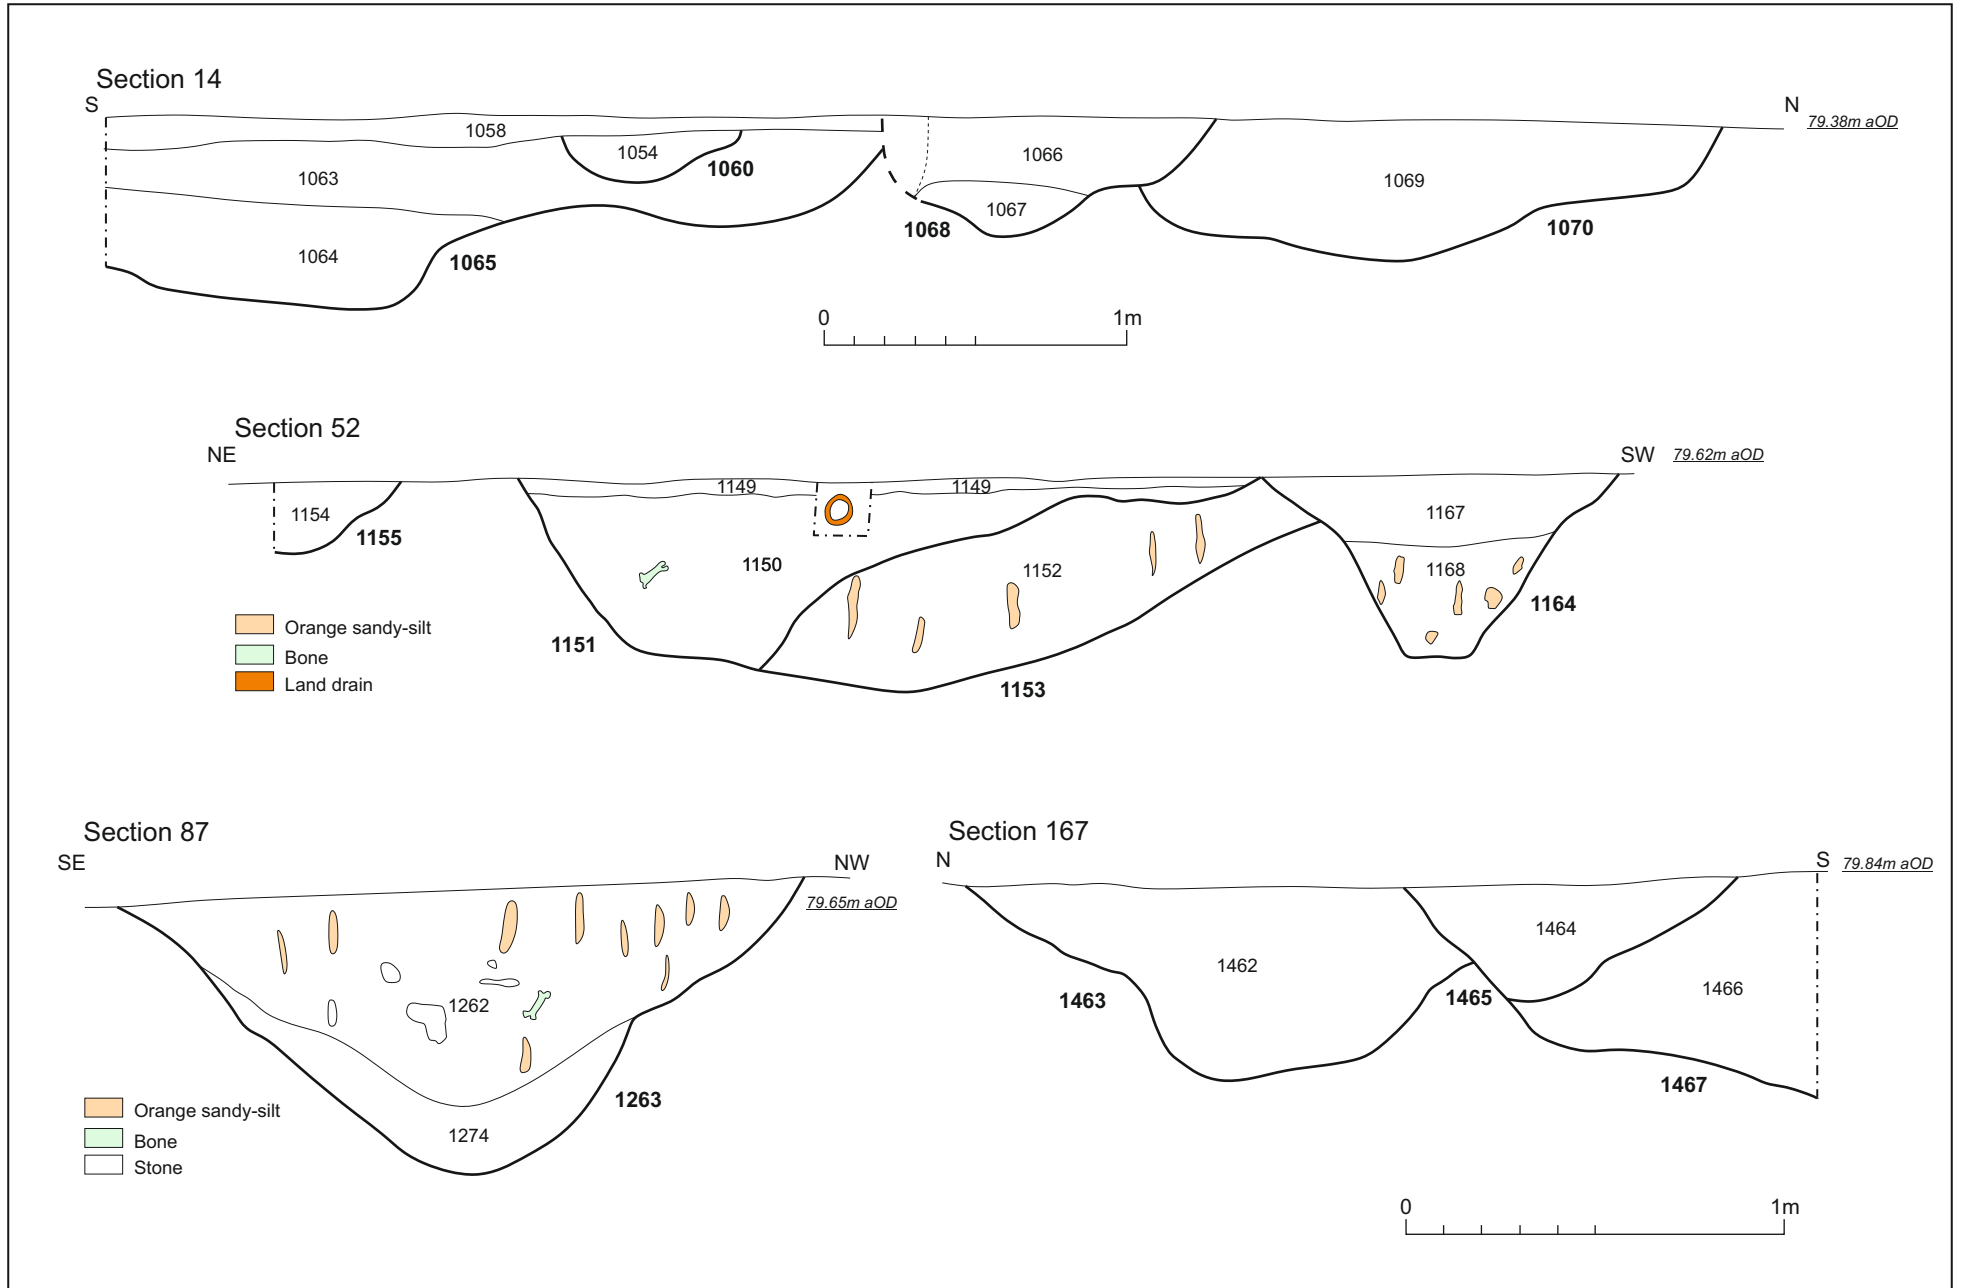 Section 14
S
N
79.38m aOD
1058
1054
1060
1063
1064
1065
1066
1067
1068
1069
1070
0 1m
Section 52
NE
SW
79.62m aOD
1149
1149
1154
1155
1150
1151
1152
1153
1167
1168
1164
Orange sandy-silt
Bone
Land drain
Section 87
SE
NW
79.65m aOD
1262
1263
1274
Orange sandy-silt
Bone
Stone
Section 167
N
S
79.84m aOD
1462
1463
1464
1465
1466
1467
0 1m